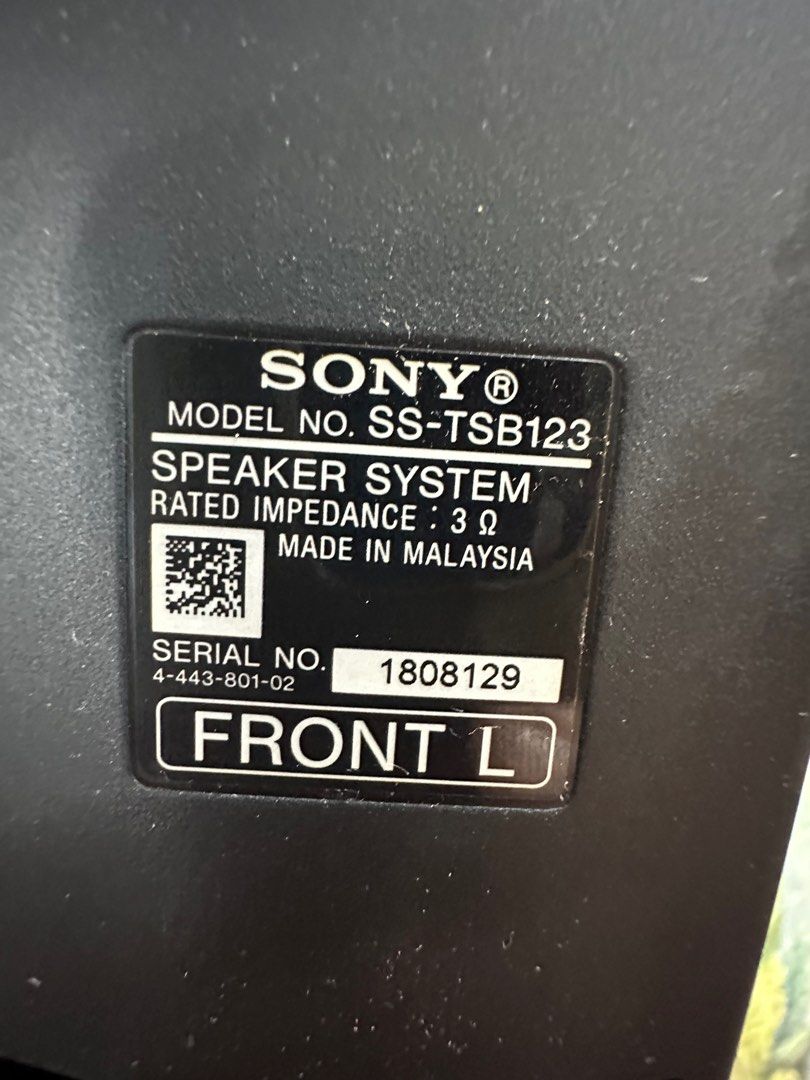 SONY®
MODEL NO. SS-TSB123
SPEAKER SYSTEM
RATED IMPEDANCE : 3 Ω
MADE IN MALAYSIA
SERIAL NO. 1808129
4-443-801-02
FRONT L